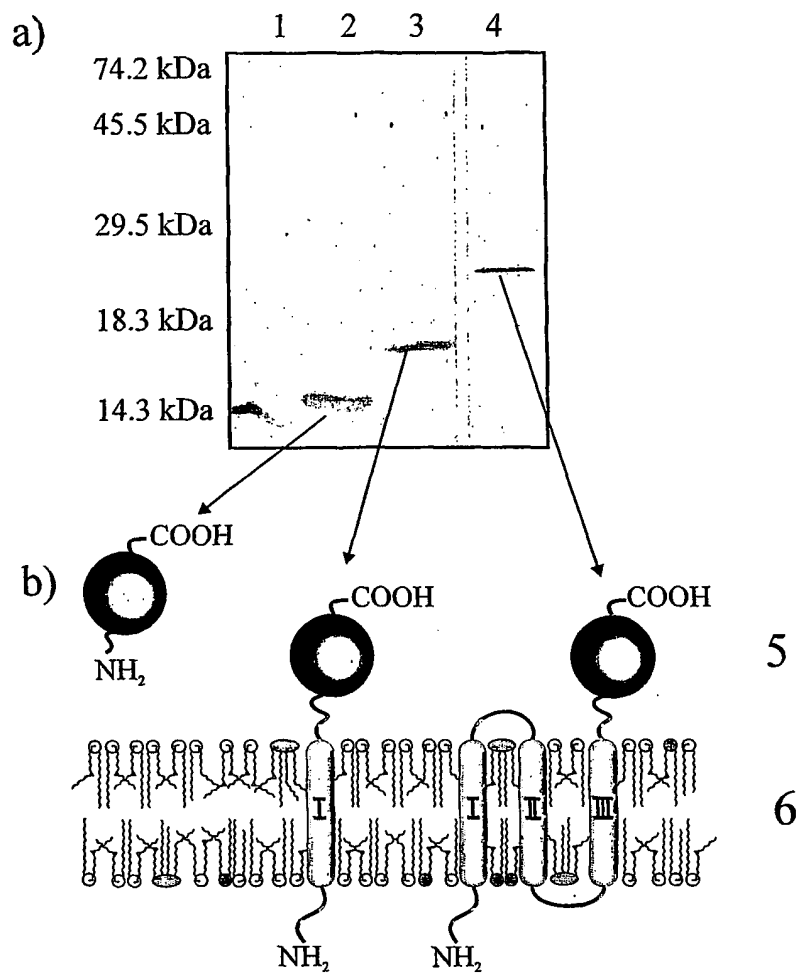 a)
1 2 3 4
74.2 kDa
45.5 kDa
29.5 kDa
18.3 kDa
14.3 kDa
b)
COOH
NH₂
COOH
COOH
5
I
I II III
6
NH₂ NH₂